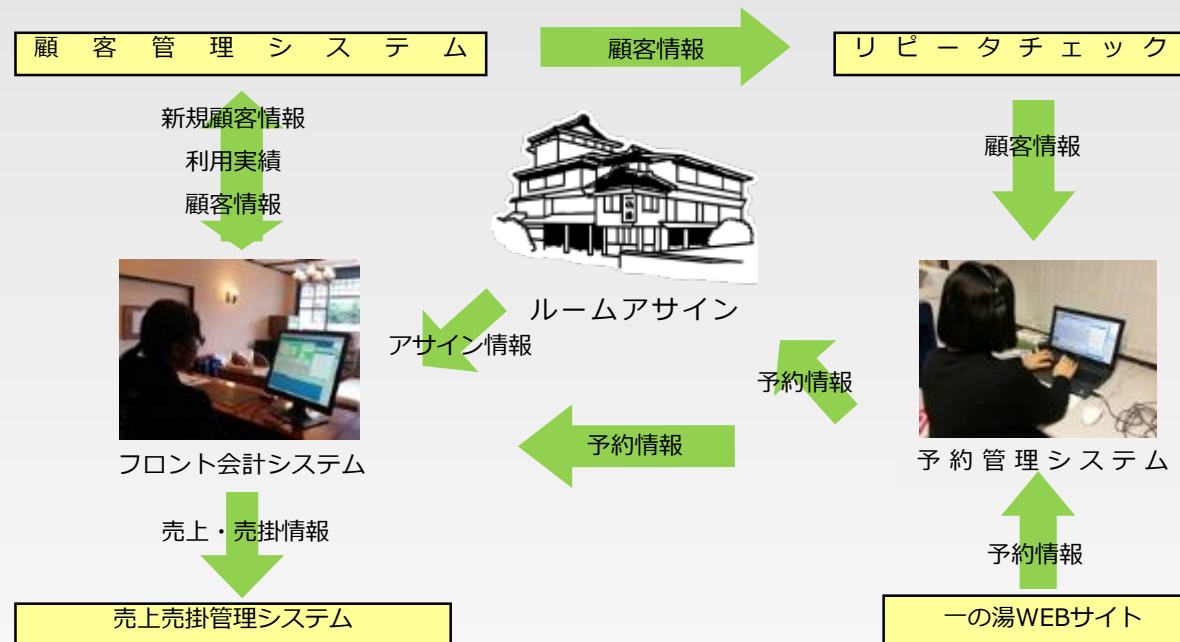 顧客管理システム
顧客情報
リピータチェック
新規顧客情報
利用実績
顧客情報
顧客情報
ルームアサイン
アサイン情報
予約情報
予約情報
フロント会計システム
予約管理システム
売上・売掛情報
予約情報
売上売掛管理システム
一の湯WEBサイト